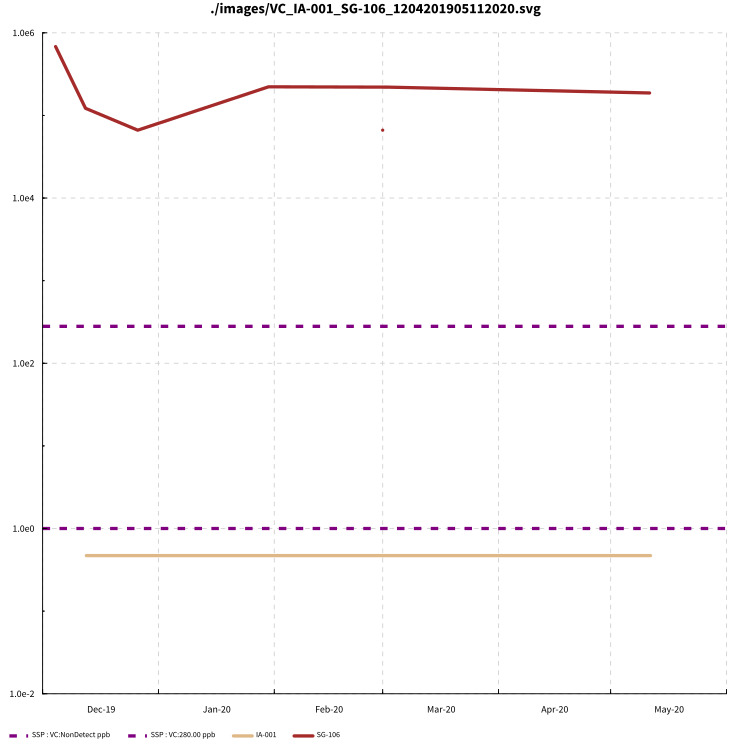 ./images/VC_IA-001_SG-106_1204201905112020.svg
1.0e6
1.0e4
1.0e2
1.0e0
1.0e-2
Dec-19 Jan-20 Feb-20 Mar-20 Apr-20 May-20
SSP : VC:NonDetect ppb SSP : VC:280.00 ppb IA-001 SG-106